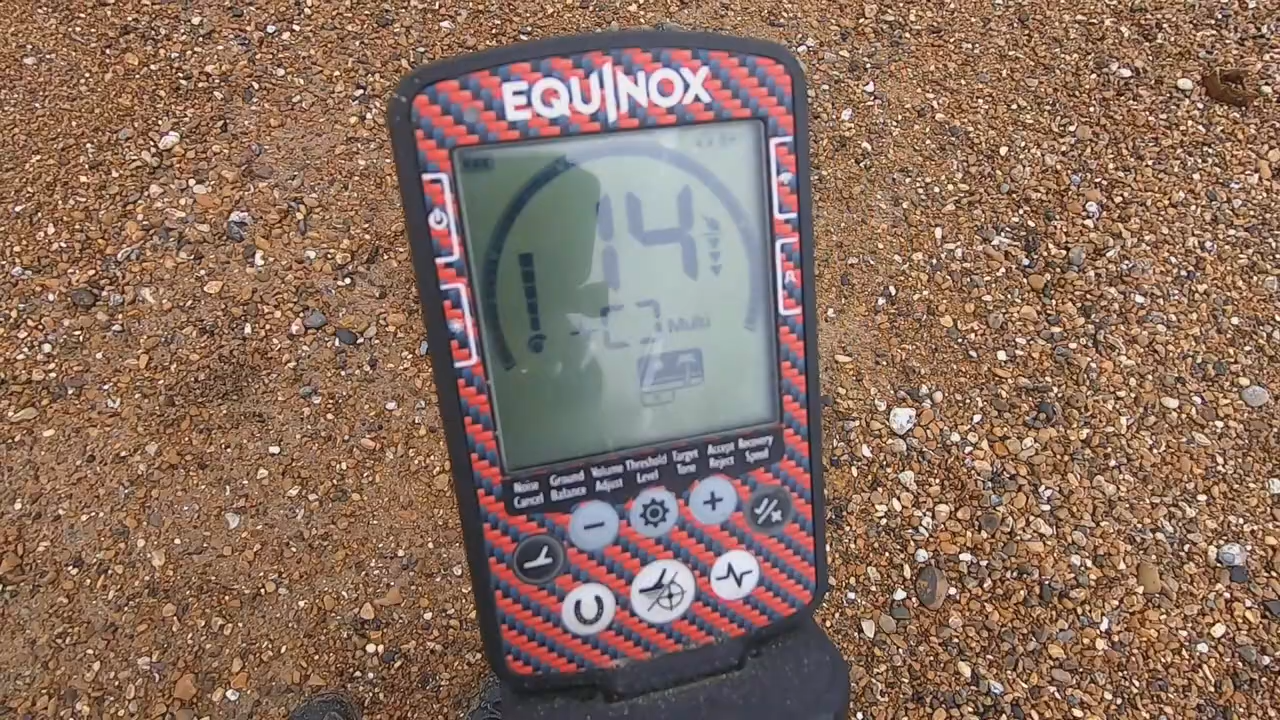 EQUINOX
14
Multi
Noise Cancel
Ground Balance
Volume Adjust
Threshold Level
Target Tone
Accept Reject
Recovery Speed